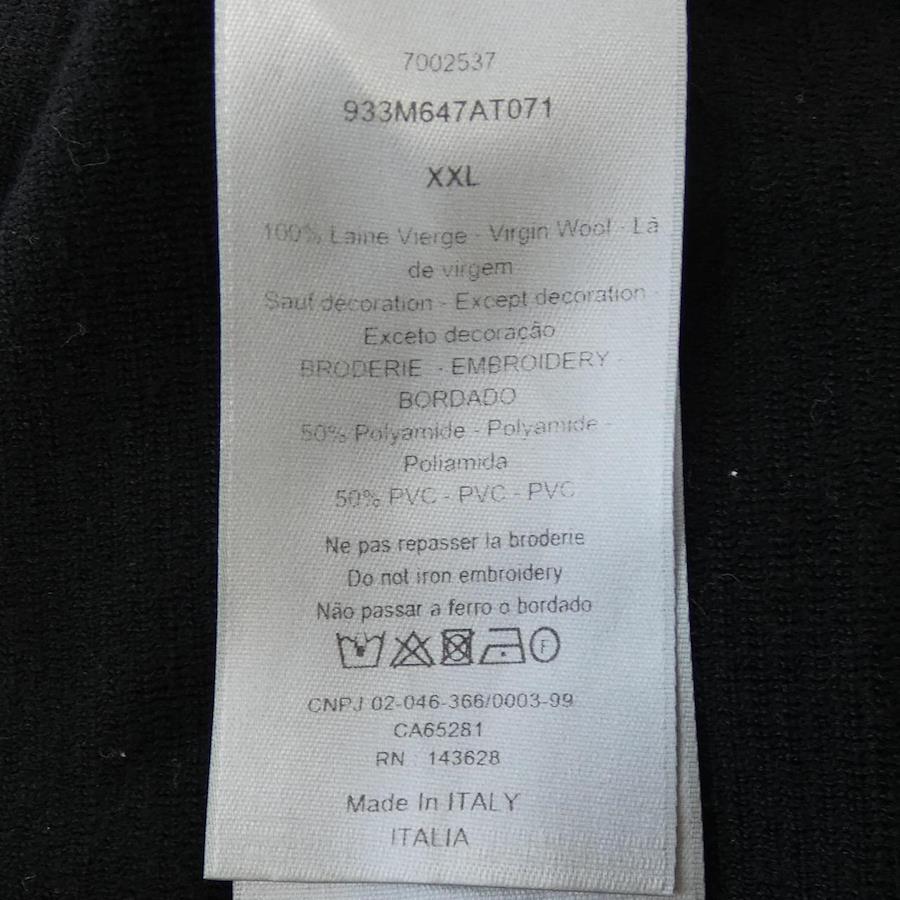 7002537
933M647AT071
XXL
100% Laine Vierge - Virgin Wool - Là
de virgem
Sauf decoration - Except decoration -
Exceto decoração
BRODERIE - EMBROIDERY -
BORDADO
50% Polyamide - Polyamide -
Poliamida
50% PVC - PVC - PVC
Ne pas repasser la broderie
Do not iron embroidery
Não passar a ferro o bordado
F
CNPJ 02-046-366/0003-99
CA65281
RN 143628
Made In ITALY
ITALIA